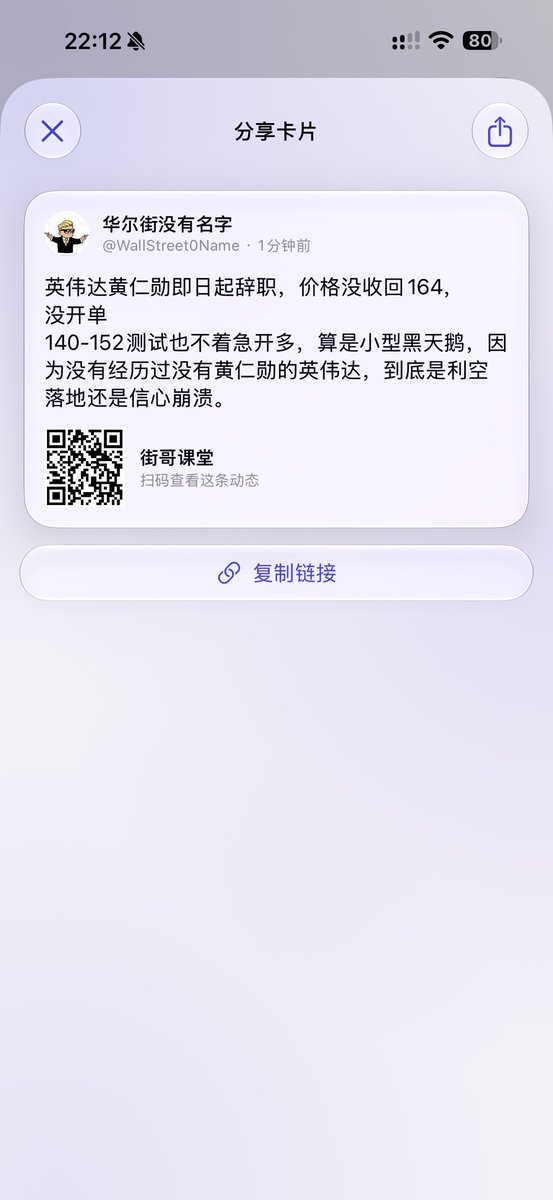 22:12
80
分享卡片
华尔街没有名字
@WallStreet0Name · 1分钟前
英伟达黄仁勋即日起辞职，价格没收回164，
没开单
140-152测试也不着急开多，算是小型黑天鹅，因
为没有经历过没有黄仁勋的英伟达，到底是利空
落地还是信心崩溃。
街哥课堂
扫码查看这条动态
复制链接